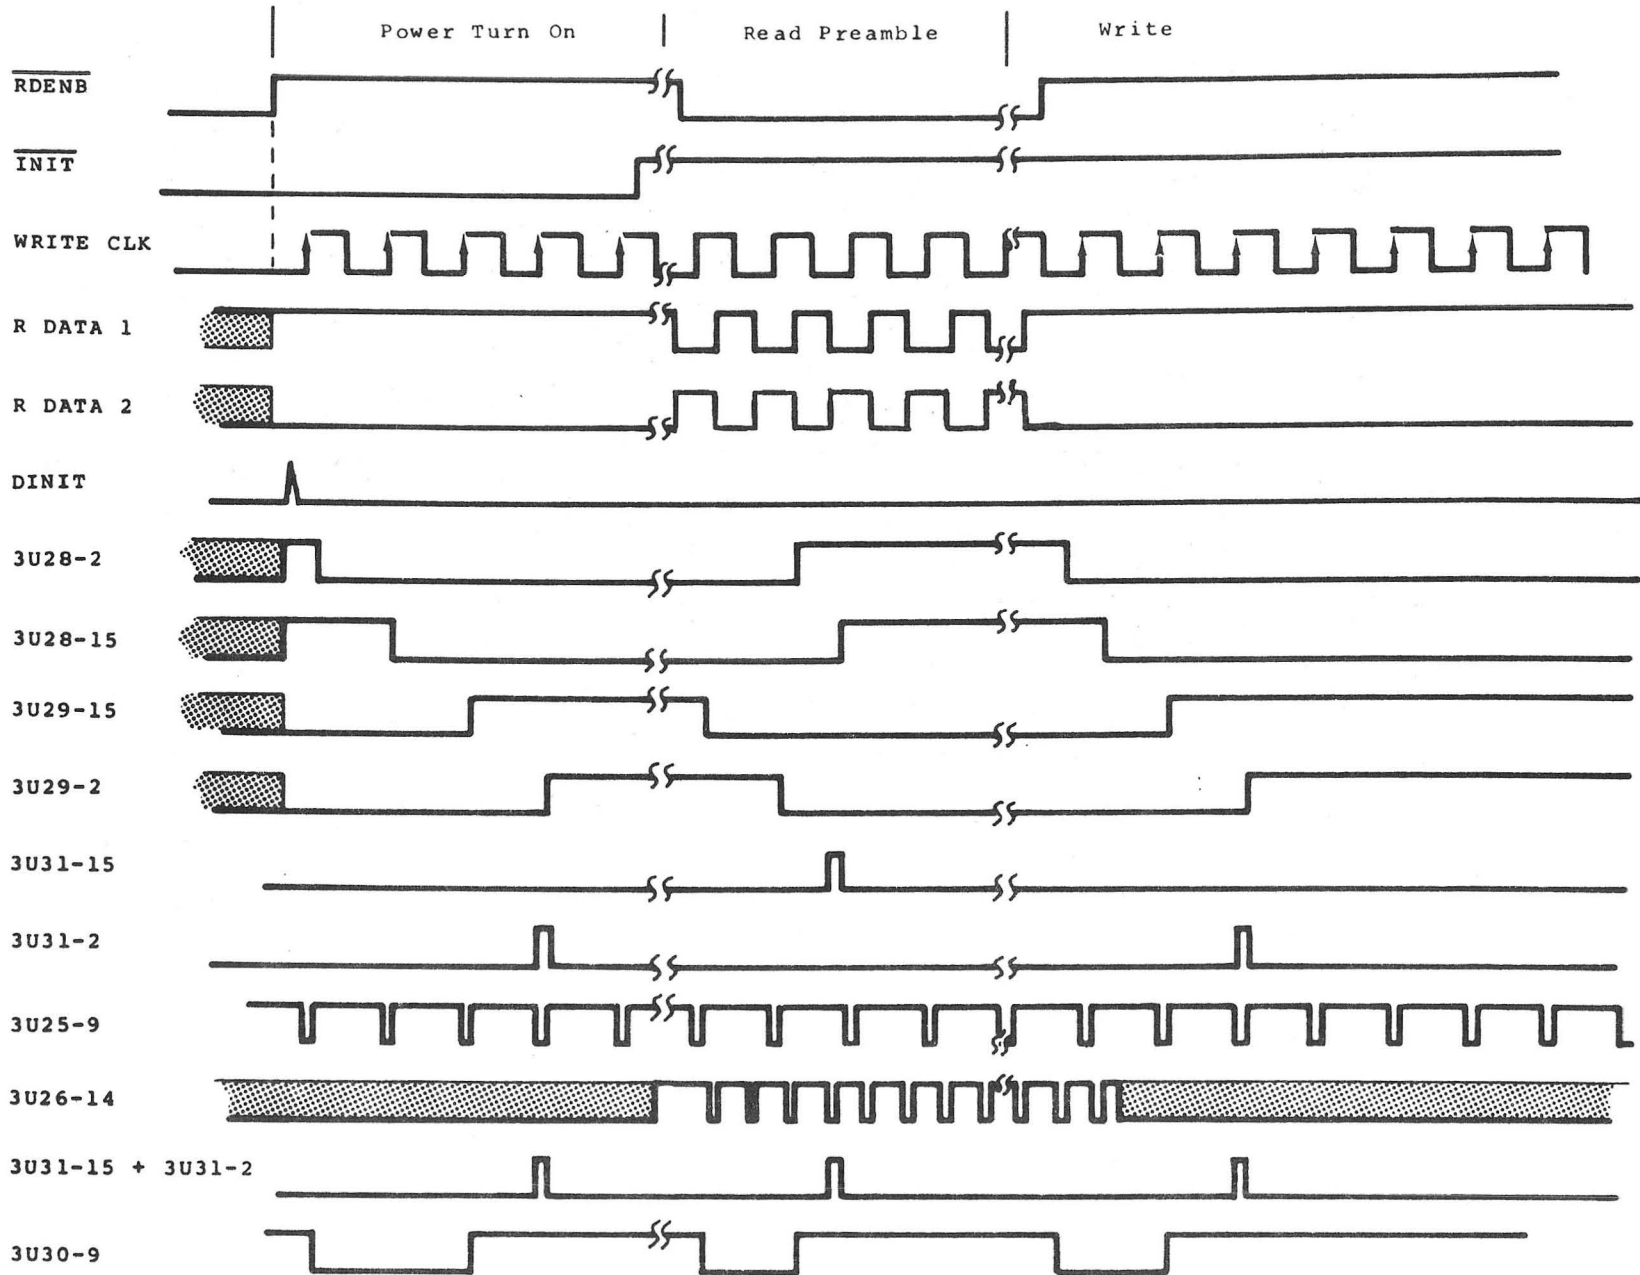 Power Turn On Read Preamble Write
RDENB
INIT
WRITE CLK
R DATA 1
R DATA 2
DINIT
3U28-2
3U28-15
3U29-15
3U29-2
3U31-15
3U31-2
3U25-9
3U26-14
3U31-15 + 3U31-2
3U30-9